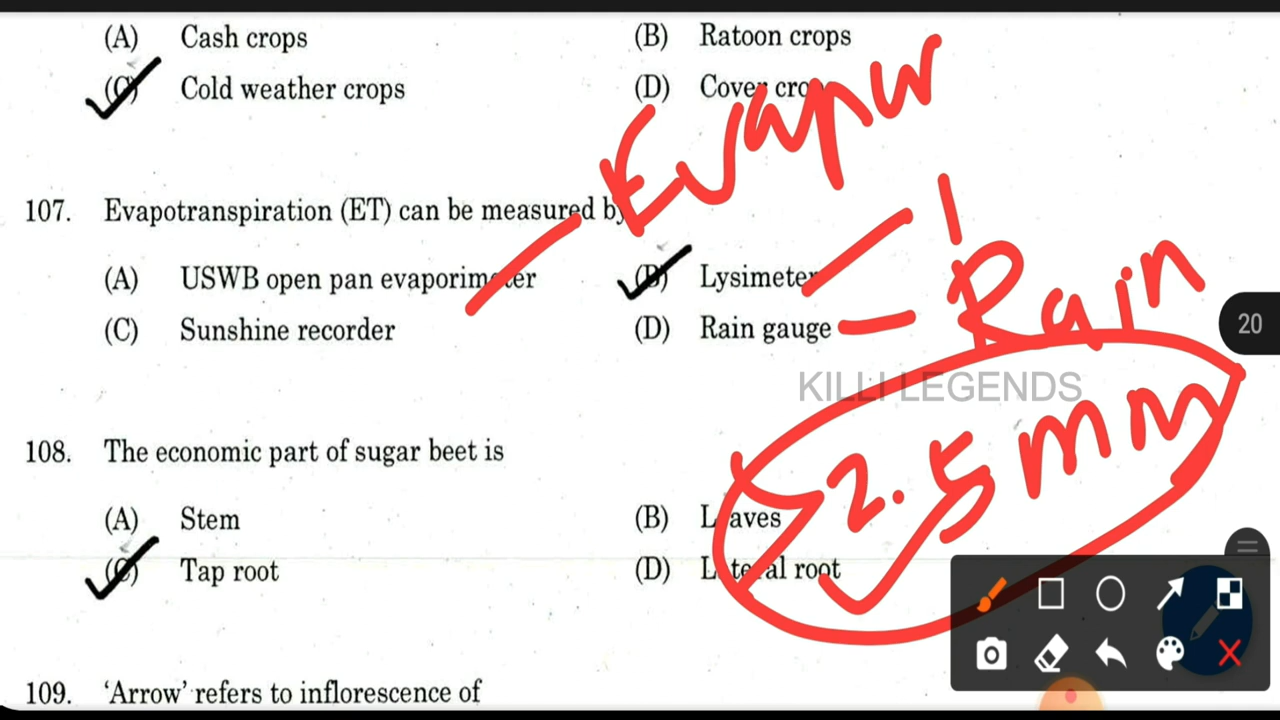 (A) Cash crops (B) Ratoon crops
(C) Cold weather crops (D) Cover crops
Evapur
107. Evapotranspiration (ET) can be measured by
(A) USWB open pan evaporimeter (B) Lysimeter
Rain
(C) Sunshine recorder (D) Rain gauge
20
KILLI LEGENDS
>2.5mm
108. The economic part of sugar beet is
(A) Stem (B) Leaves
(C) Tap root (D) Lateral root
109. 'Arrow' refers to inflorescence of